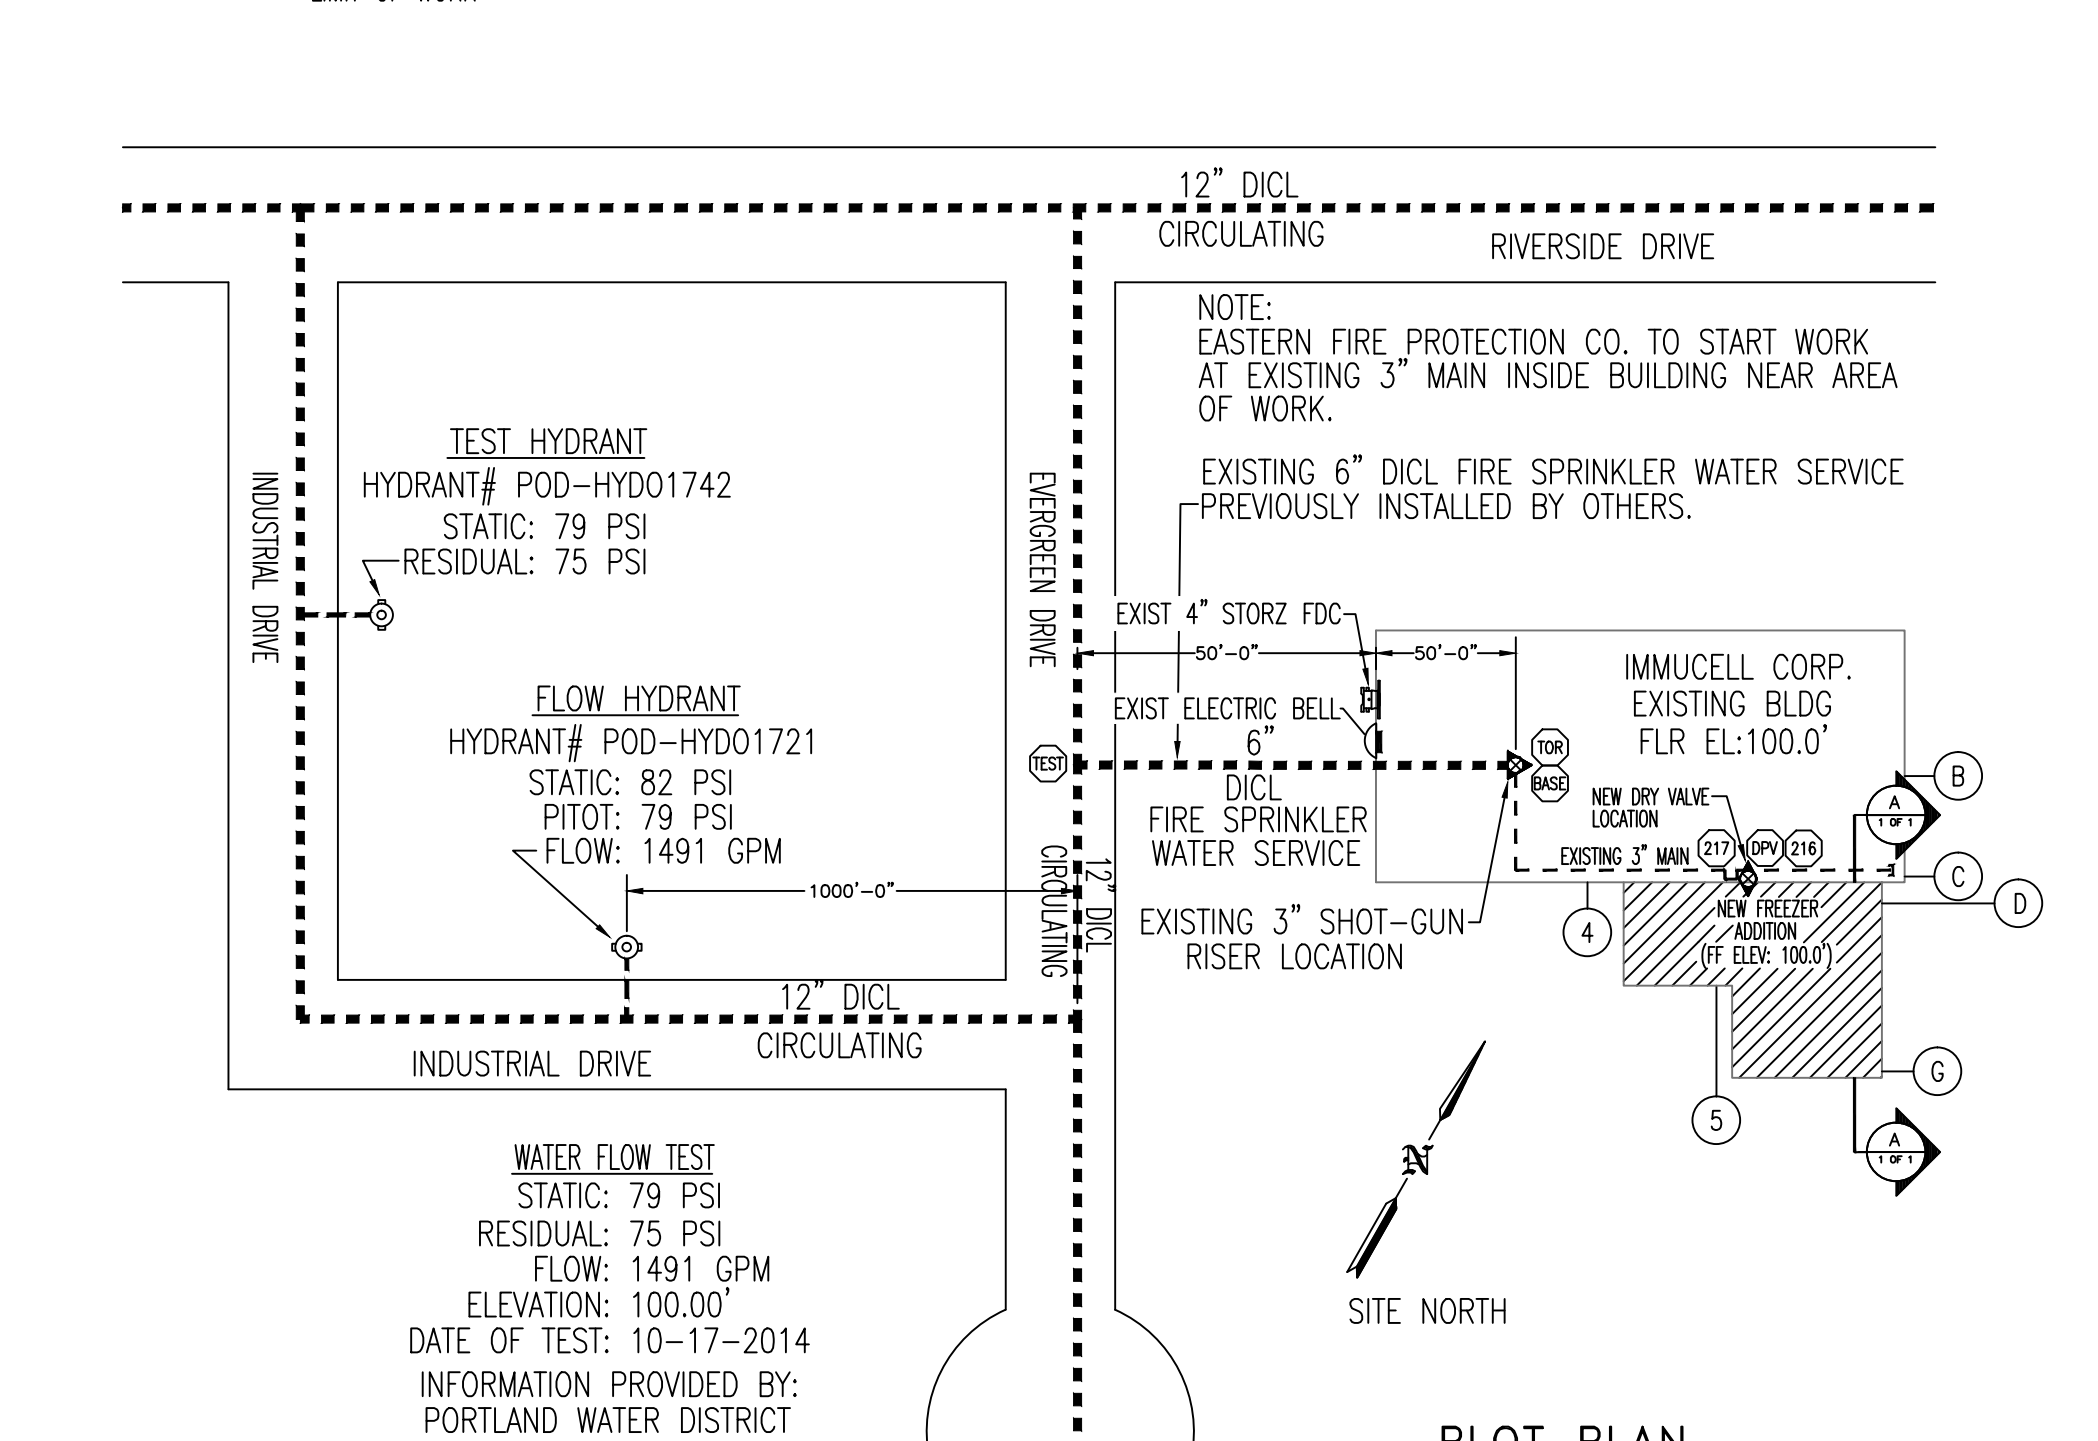 12” DICL
CIRCULATING
RIVERSIDE DRIVE
NOTE:
EASTERN FIRE PROTECTION CO. TO START WORK
AT EXISTING 3” MAIN INSIDE BUILDING NEAR AREA
OF WORK.
EXISTING 6” DICL FIRE SPRINKLER WATER SERVICE
PREVIOUSLY INSTALLED BY OTHERS.
TEST HYDRANT
HYDRANT# POD-HYD01742
STATIC: 79 PSI
RESIDUAL: 75 PSI
INDUSTRIAL DRIVE
EVERGREEN DRIVE
FLOW HYDRANT
HYDRANT# POD-HYD01721
STATIC: 82 PSI
PITOT: 79 PSI
FLOW: 1491 GPM
1000'-0"
EXIST 4” STORZ FDC
50'-0"
50'-0"
EXIST ELECTRIC BELL
TEST
6”
DICL
FIRE SPRINKLER
WATER SERVICE
IMMUCELL CORP.
EXISTING BLDG
FLR EL:100.0'
TOR
BASE
NEW DRY VALVE
LOCATION
EXISTING 3” MAIN
217
DPV
216
A
1 OF 1
B
C
D
12” DICL
CIRCULATING
EXISTING 3” SHOT-GUN
RISER LOCATION
4
NEW FREEZER
ADDITION
(FF ELEV: 100.0')
12” DICL
CIRCULATING
INDUSTRIAL DRIVE
G
5
A
1 OF 1
N
SITE NORTH
WATER FLOW TEST
STATIC: 79 PSI
RESIDUAL: 75 PSI
FLOW: 1491 GPM
ELEVATION: 100.00'
DATE OF TEST: 10-17-2014
INFORMATION PROVIDED BY:
PORTLAND WATER DISTRICT
PLOT PLAN